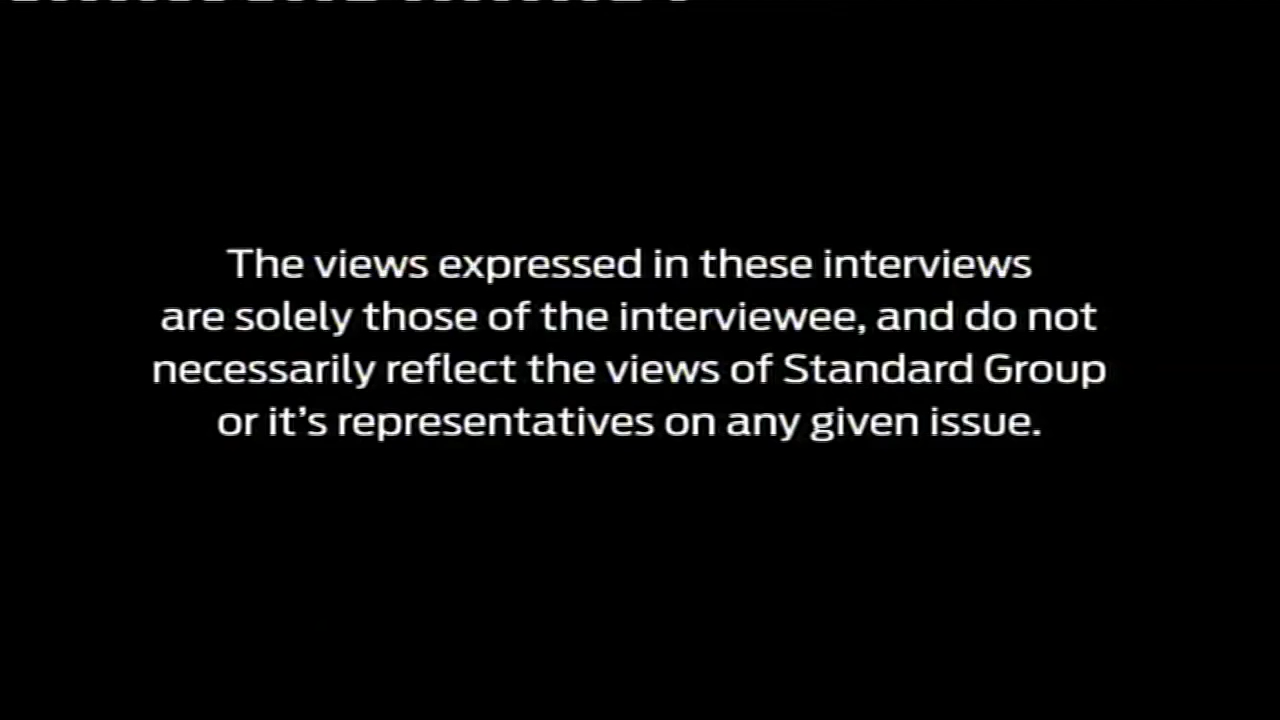 The views expressed in these interviews
are solely those of the interviewee, and do not
necessarily reflect the views of Standard Group
or it's representatives on any given issue.